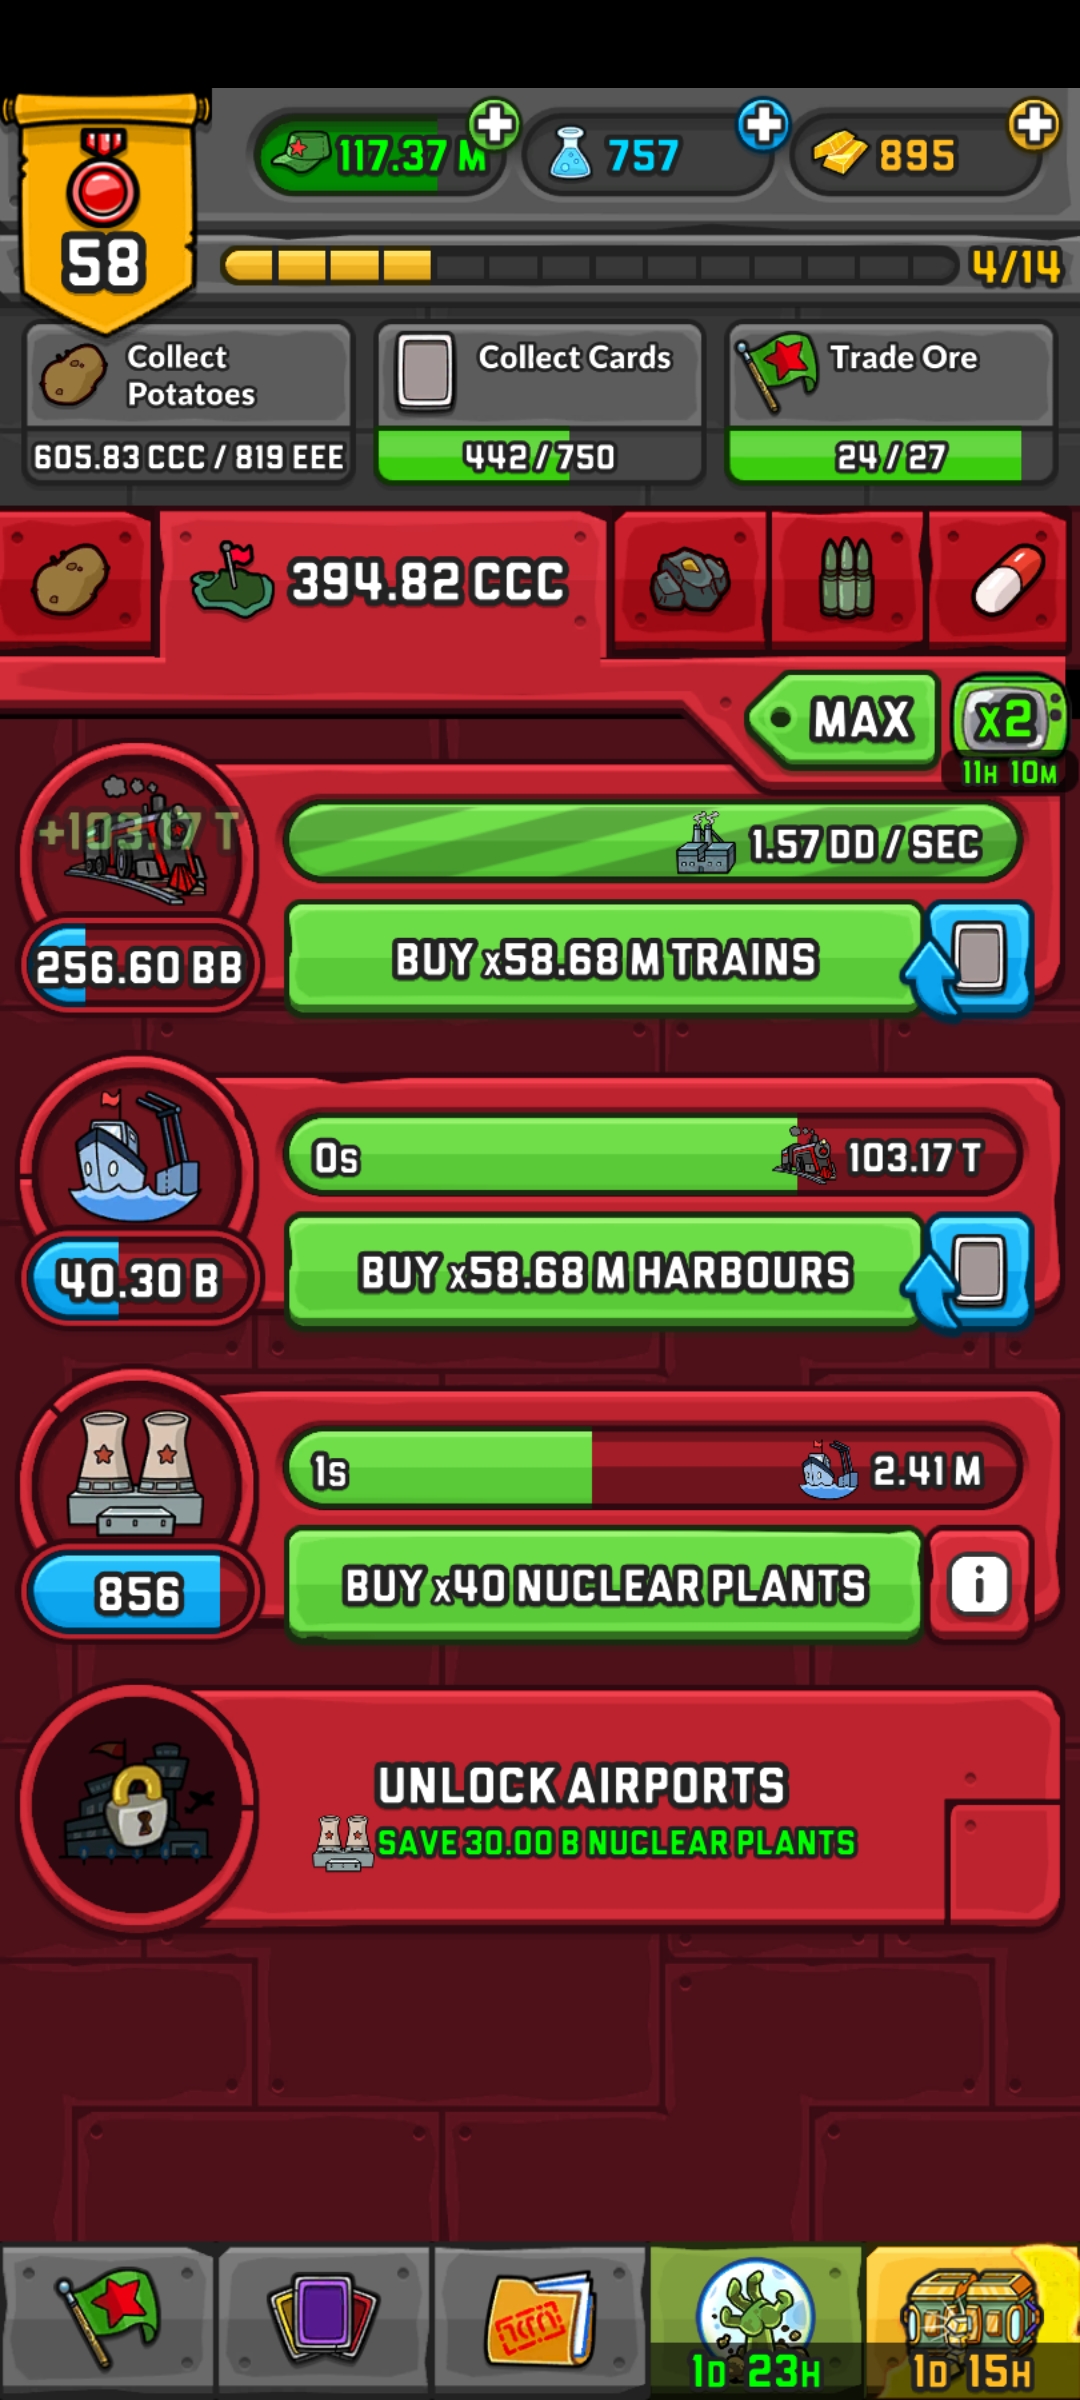 117.37 M
757
895
58
4/14
Collect Potatoes
605.83 CCC / 819 EEE
Collect Cards
442/750
Trade Ore
24/27
394.82 CCC
MAX
x2
11H 10M
+103.17 T
1.57 DD / SEC
256.60 BB
BUY x58.68 M TRAINS
0s
103.17 T
40.30 B
BUY x58.68 M HARBOURS
1s
2.41 M
856
BUY x40 NUCLEAR PLANTS
i
UNLOCK AIRPORTS
SAVE 30.00 B NUCLEAR PLANTS
1D 23H
1D 15H